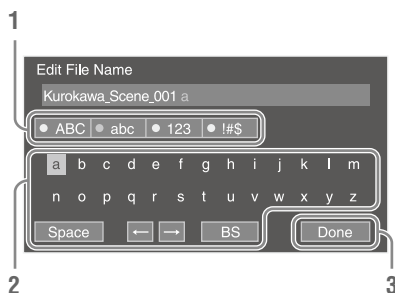 1
Edit File Name
Kurokawa_Scene_001 a
ABC abc 123 !#$
a b c d e f g h i j k l m
n o p q r s t u v w x y z
Space ← → BS Done
2 3